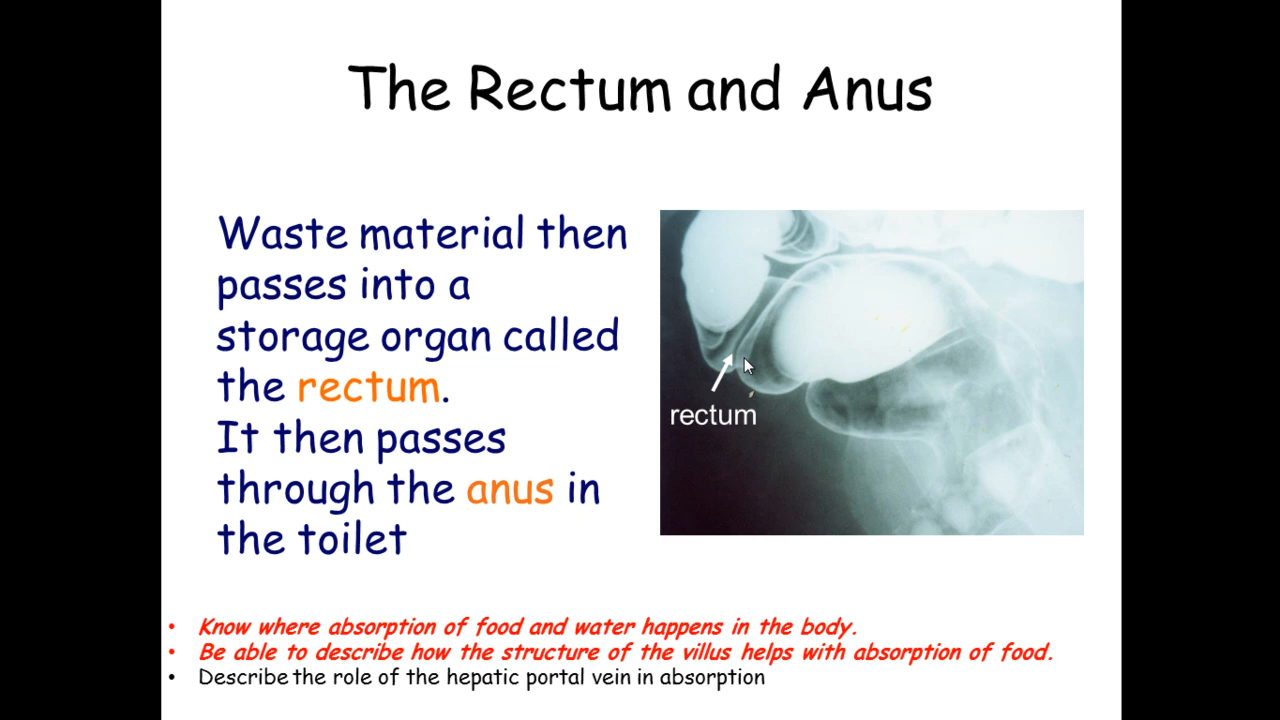 The Rectum and Anus
Waste material then
passes into a
storage organ called
the rectum.
It then passes
through the anus in
the toilet
rectum
• Know where absorption of food and water happens in the body.
• Be able to describe how the structure of the villus helps with absorption of food.
• Describe the role of the hepatic portal vein in absorption